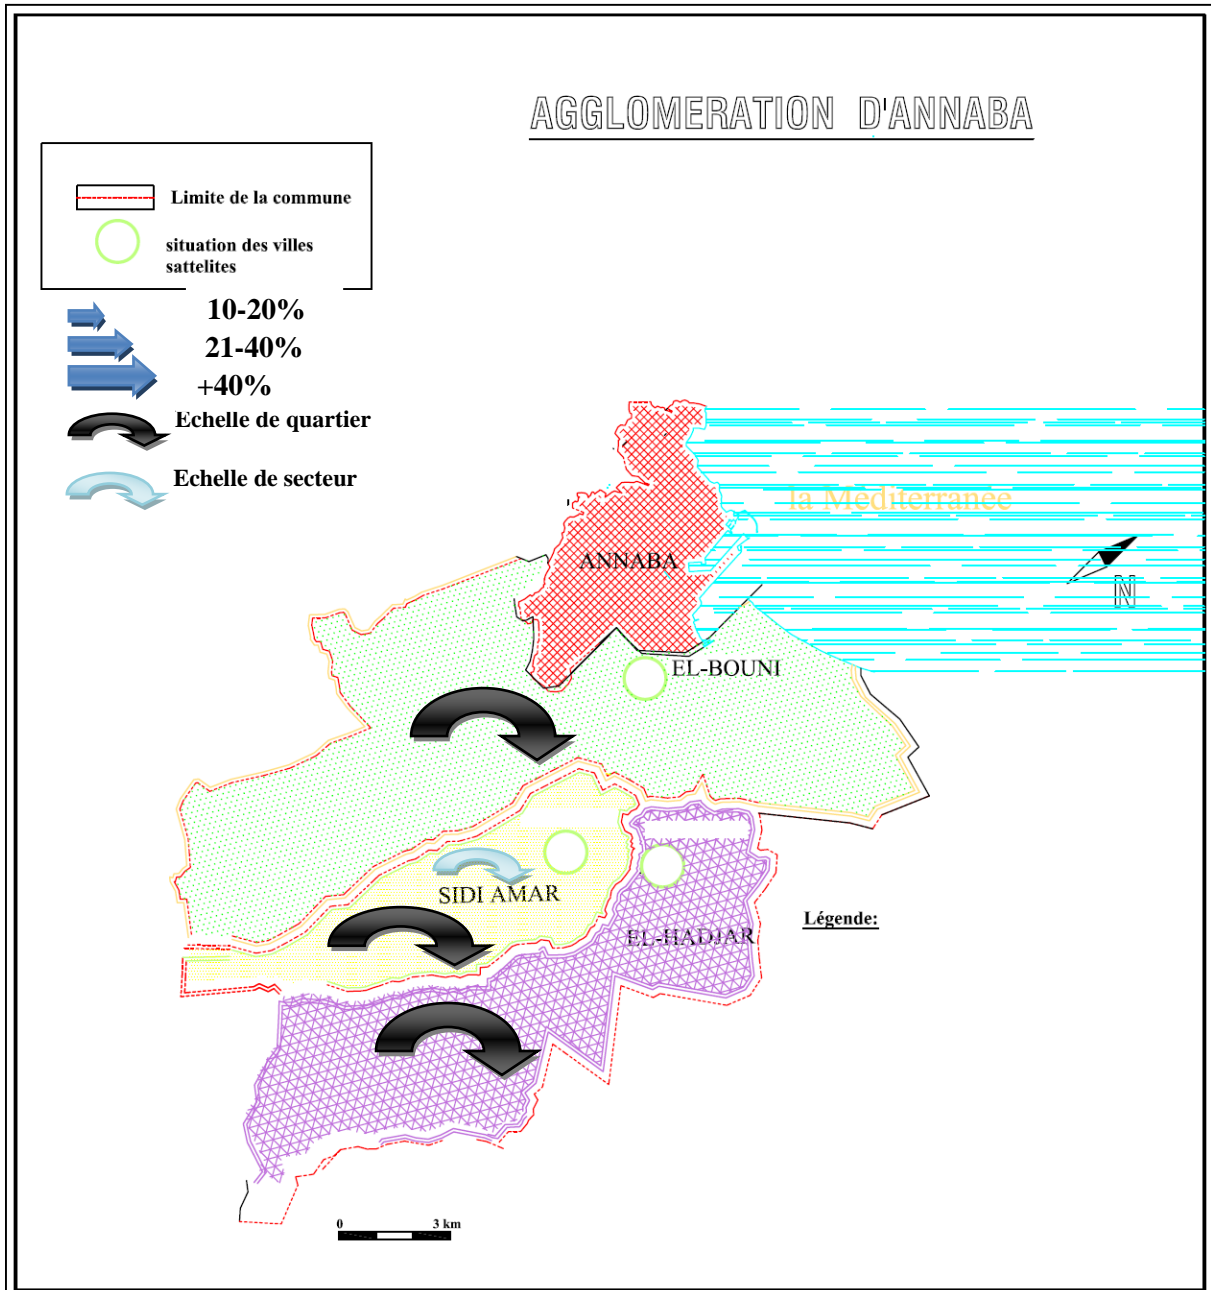 AGGLOMERATION D'ANNABA
Limite de la commune
situation des villes
sattelites
10-20%
21-40%
+40%
Echelle de quartier
Echelle de secteur
la Méditerranée
ANNABA
N
EL-BOUNI
SIDI AMAR
EL-HADJAR
Légende:
0 3 km